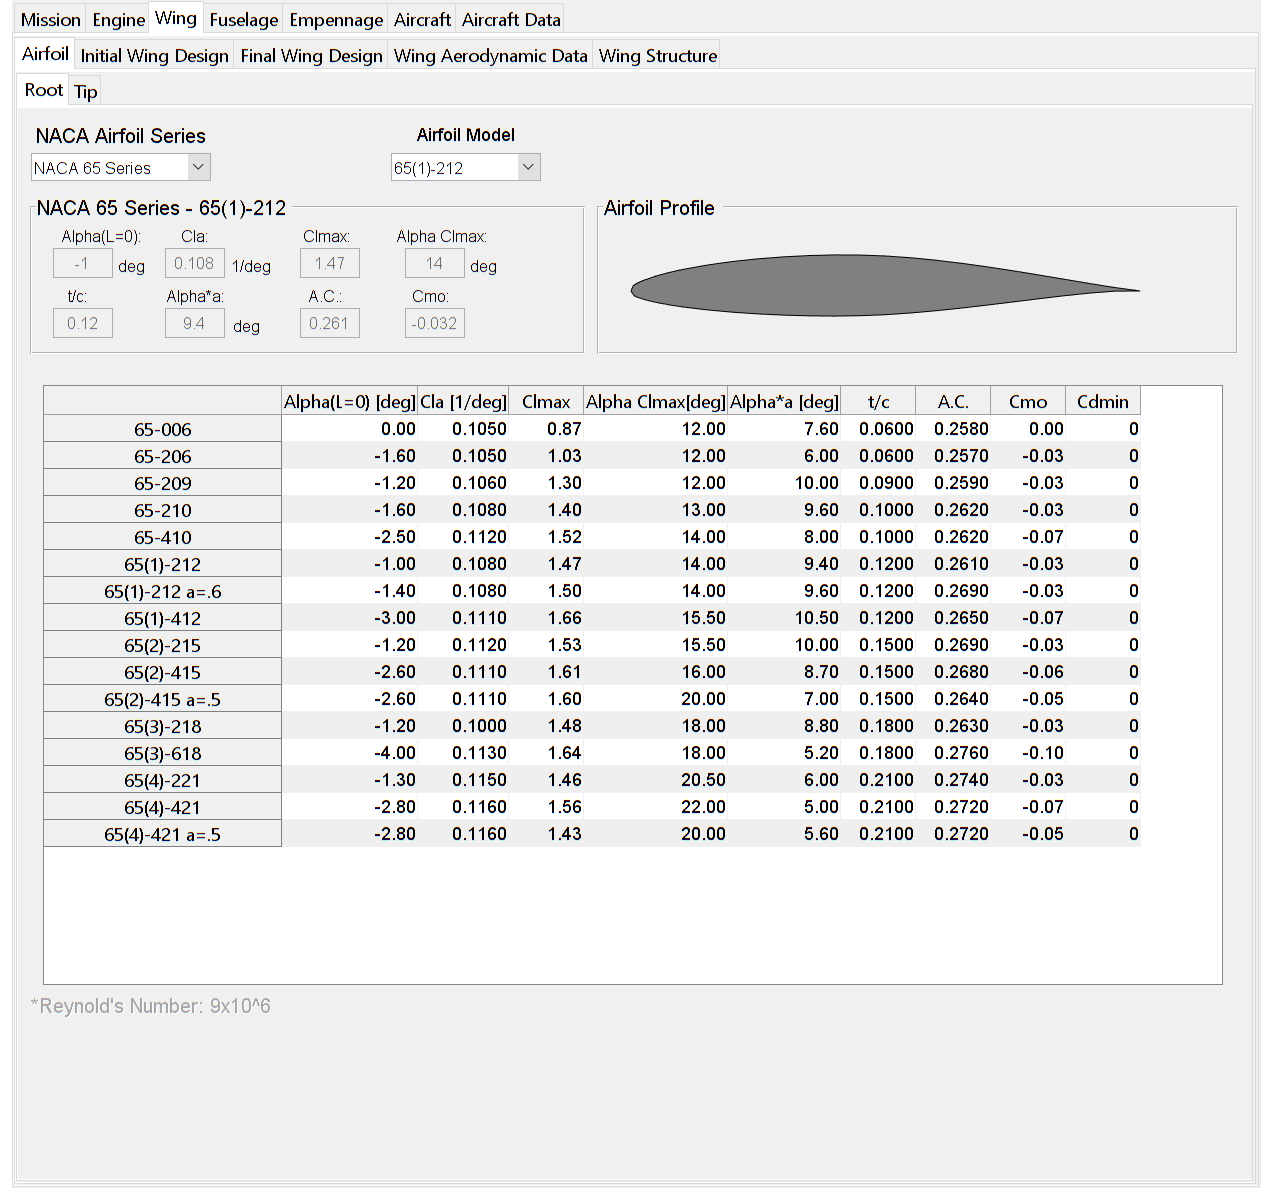 Mission Engine Wing Fuselage Empennage Aircraft Aircraft Data
Airfoil Initial Wing Design Final Wing Design Wing Aerodynamic Data Wing Structure
Root Tip
NACA Airfoil Series Airfoil Model
NACA 65 Series 65(1)-212
NACA 65 Series - 65(1)-212 Airfoil Profile
Alpha(L=0): Cla: Clmax: Alpha Clmax:
-1 deg 0.108 1/deg 1.47 14 deg
t/c: Alpha*a: A.C.: Cmo:
0.12 9.4 deg 0.261 -0.032
Alpha(L=0) [deg] Cla [1/deg] Clmax Alpha Clmax[deg] Alpha*a [deg] t/c A.C. Cmo Cdmin
65-006 0.00 0.1050 0.87 12.00 7.60 0.0600 0.2580 0.00 0
65-206 -1.60 0.1050 1.03 12.00 6.00 0.0600 0.2570 -0.03 0
65-209 -1.20 0.1060 1.30 12.00 10.00 0.0900 0.2590 -0.03 0
65-210 -1.60 0.1080 1.40 13.00 9.60 0.1000 0.2620 -0.03 0
65-410 -2.50 0.1120 1.52 14.00 8.00 0.1000 0.2620 -0.07 0
65(1)-212 -1.00 0.1080 1.47 14.00 9.40 0.1200 0.2610 -0.03 0
65(1)-212 a=.6 -1.40 0.1080 1.50 14.00 9.60 0.1200 0.2690 -0.03 0
65(1)-412 -3.00 0.1110 1.66 15.50 10.50 0.1200 0.2650 -0.07 0
65(2)-215 -1.20 0.1120 1.53 15.50 10.00 0.1500 0.2690 -0.03 0
65(2)-415 -2.60 0.1110 1.61 16.00 8.70 0.1500 0.2680 -0.06 0
65(2)-415 a=.5 -2.60 0.1110 1.60 20.00 7.00 0.1500 0.2640 -0.05 0
65(3)-218 -1.20 0.1000 1.48 18.00 8.80 0.1800 0.2630 -0.03 0
65(3)-618 -4.00 0.1130 1.64 18.00 5.20 0.1800 0.2760 -0.10 0
65(4)-221 -1.30 0.1150 1.46 20.50 6.00 0.2100 0.2740 -0.03 0
65(4)-421 -2.80 0.1160 1.56 22.00 5.00 0.2100 0.2720 -0.07 0
65(4)-421 a=.5 -2.80 0.1160 1.43 20.00 5.60 0.2100 0.2720 -0.05 0
*Reynold's Number: 9x10^6